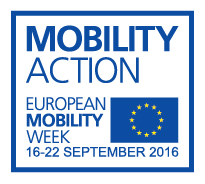 MOBILITY
ACTION
EUROPEAN
MOBILITY
WEEK
16-22 SEPTEMBER 2016